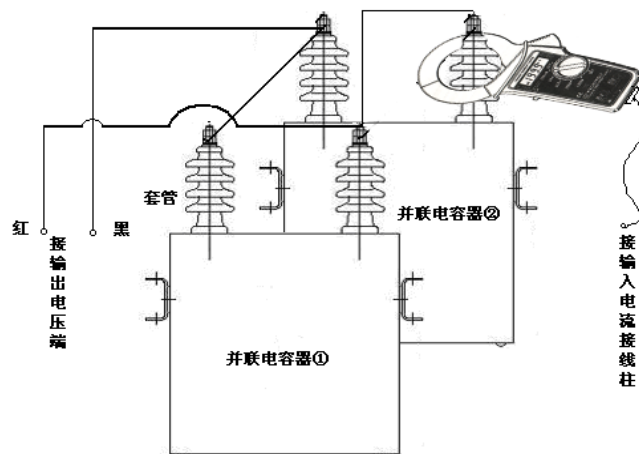 套管
并联电容器②
红
黑
接输出电压端
接输入电流接线柱
并联电容器①